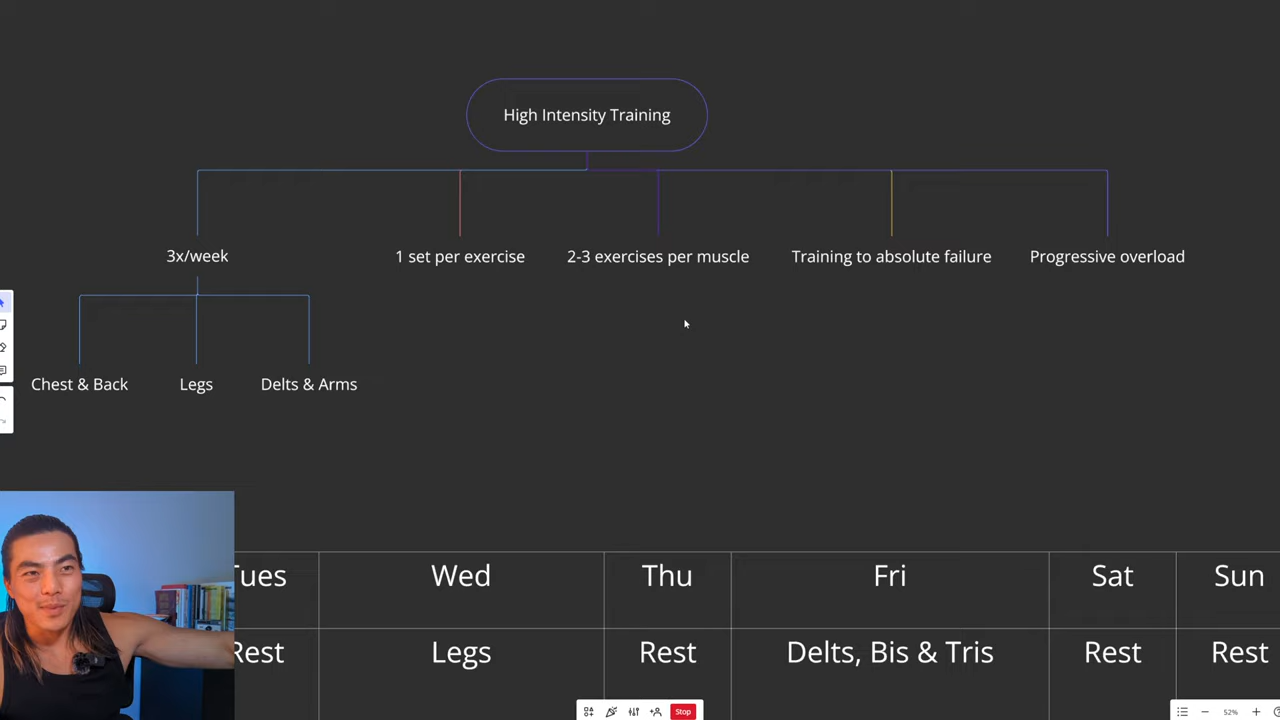 High Intensity Training
3x/week
1 set per exercise
2-3 exercises per muscle
Training to absolute failure
Progressive overload
Chest & Back
Legs
Delts & Arms
Tues
Wed
Thu
Fri
Sat
Sun
Rest
Legs
Rest
Delts, Bis & Tris
Rest
Rest
Stop
52%